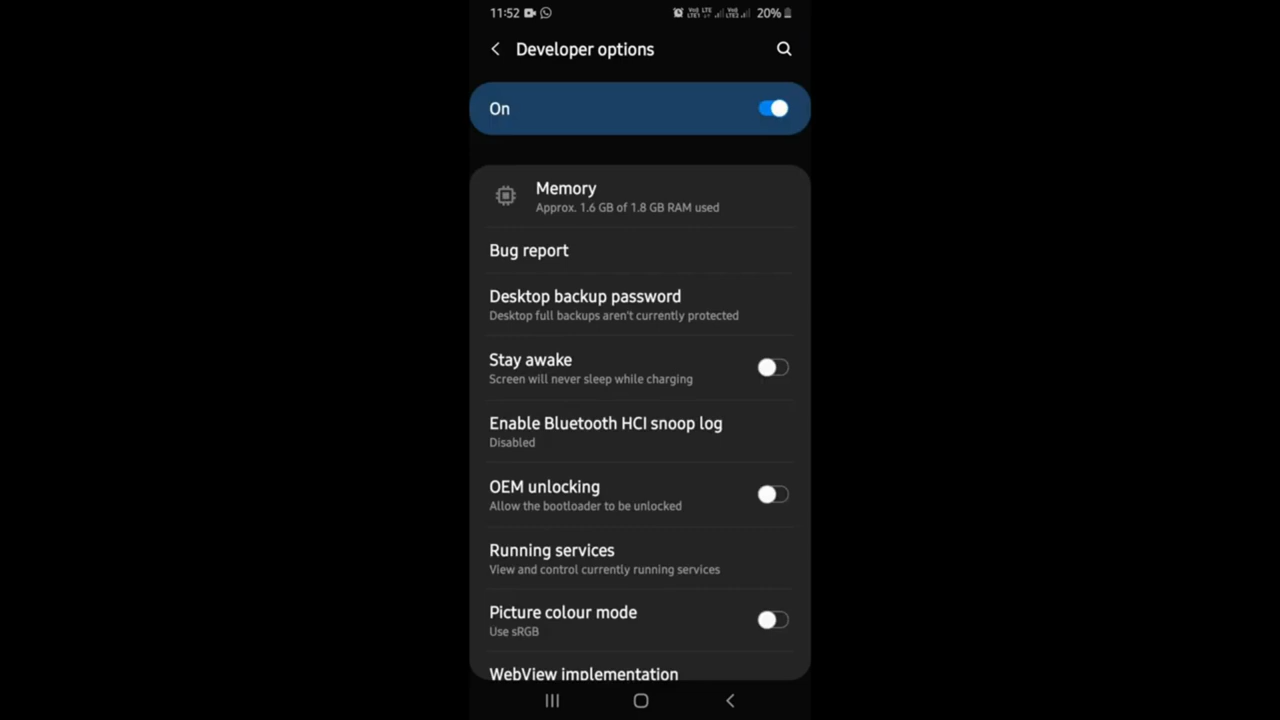 11:52 20%
Developer options
On
Memory
Approx. 1.6 GB of 1.8 GB RAM used
Bug report
Desktop backup password
Desktop full backups aren't currently protected
Stay awake
Screen will never sleep while charging
Enable Bluetooth HCI snoop log
Disabled
OEM unlocking
Allow the bootloader to be unlocked
Running services
View and control currently running services
Picture colour mode
Use sRGB
WebView implementation